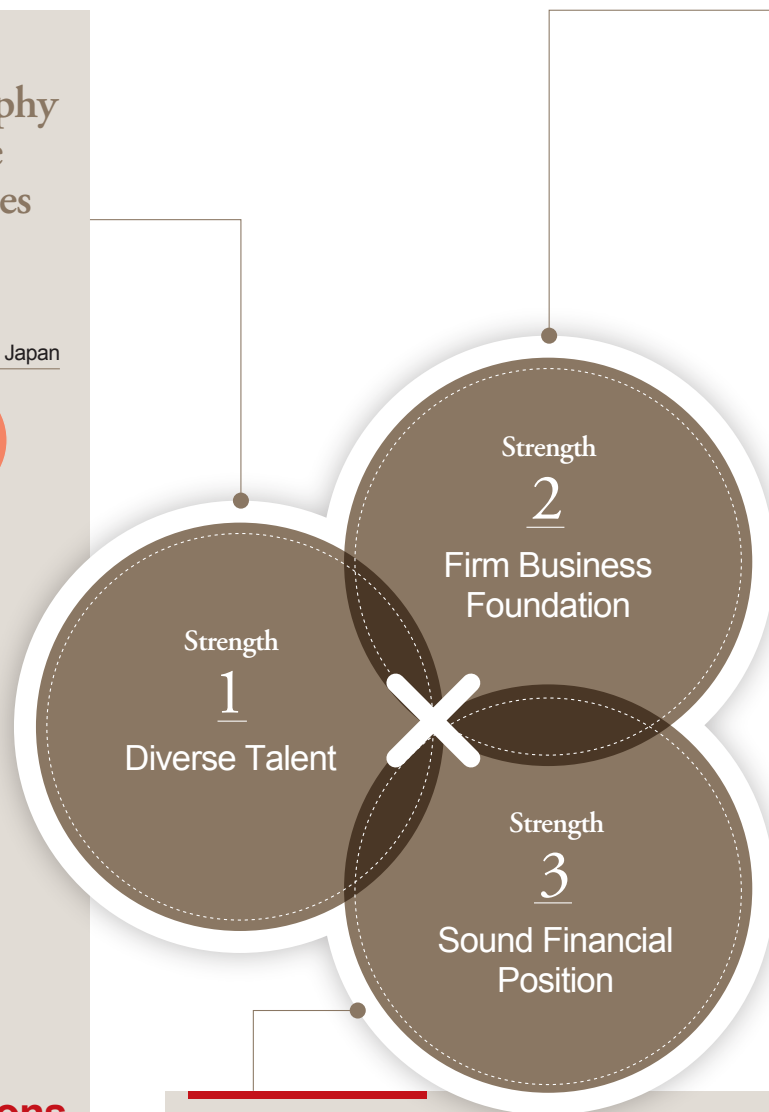 phy
e
es
Japan
Strength
2
Firm Business
Foundation
Strength
1
Diverse Talent
Strength
3
Sound Financial
Position